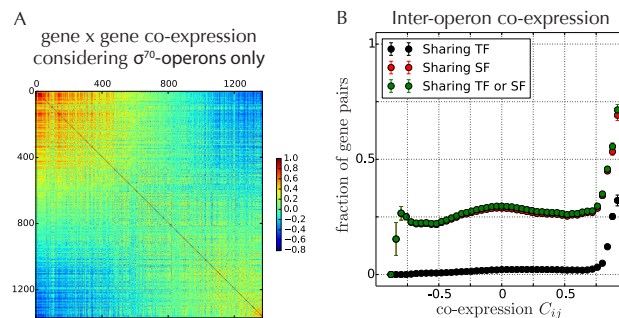 A
gene x gene co-expression
considering σ⁷⁰-operons only
0 400 800 1200
0
400
800
1200
1.0
0.8
0.6
0.4
0.2
0
−0.2
−0.4
−0.6
−0.8
B
Inter-operon co-expression
Sharing TF
Sharing SF
Sharing TF or SF
fraction of gene pairs
1
0.5
0
-0.5 0 0.5
co-expression C_ij